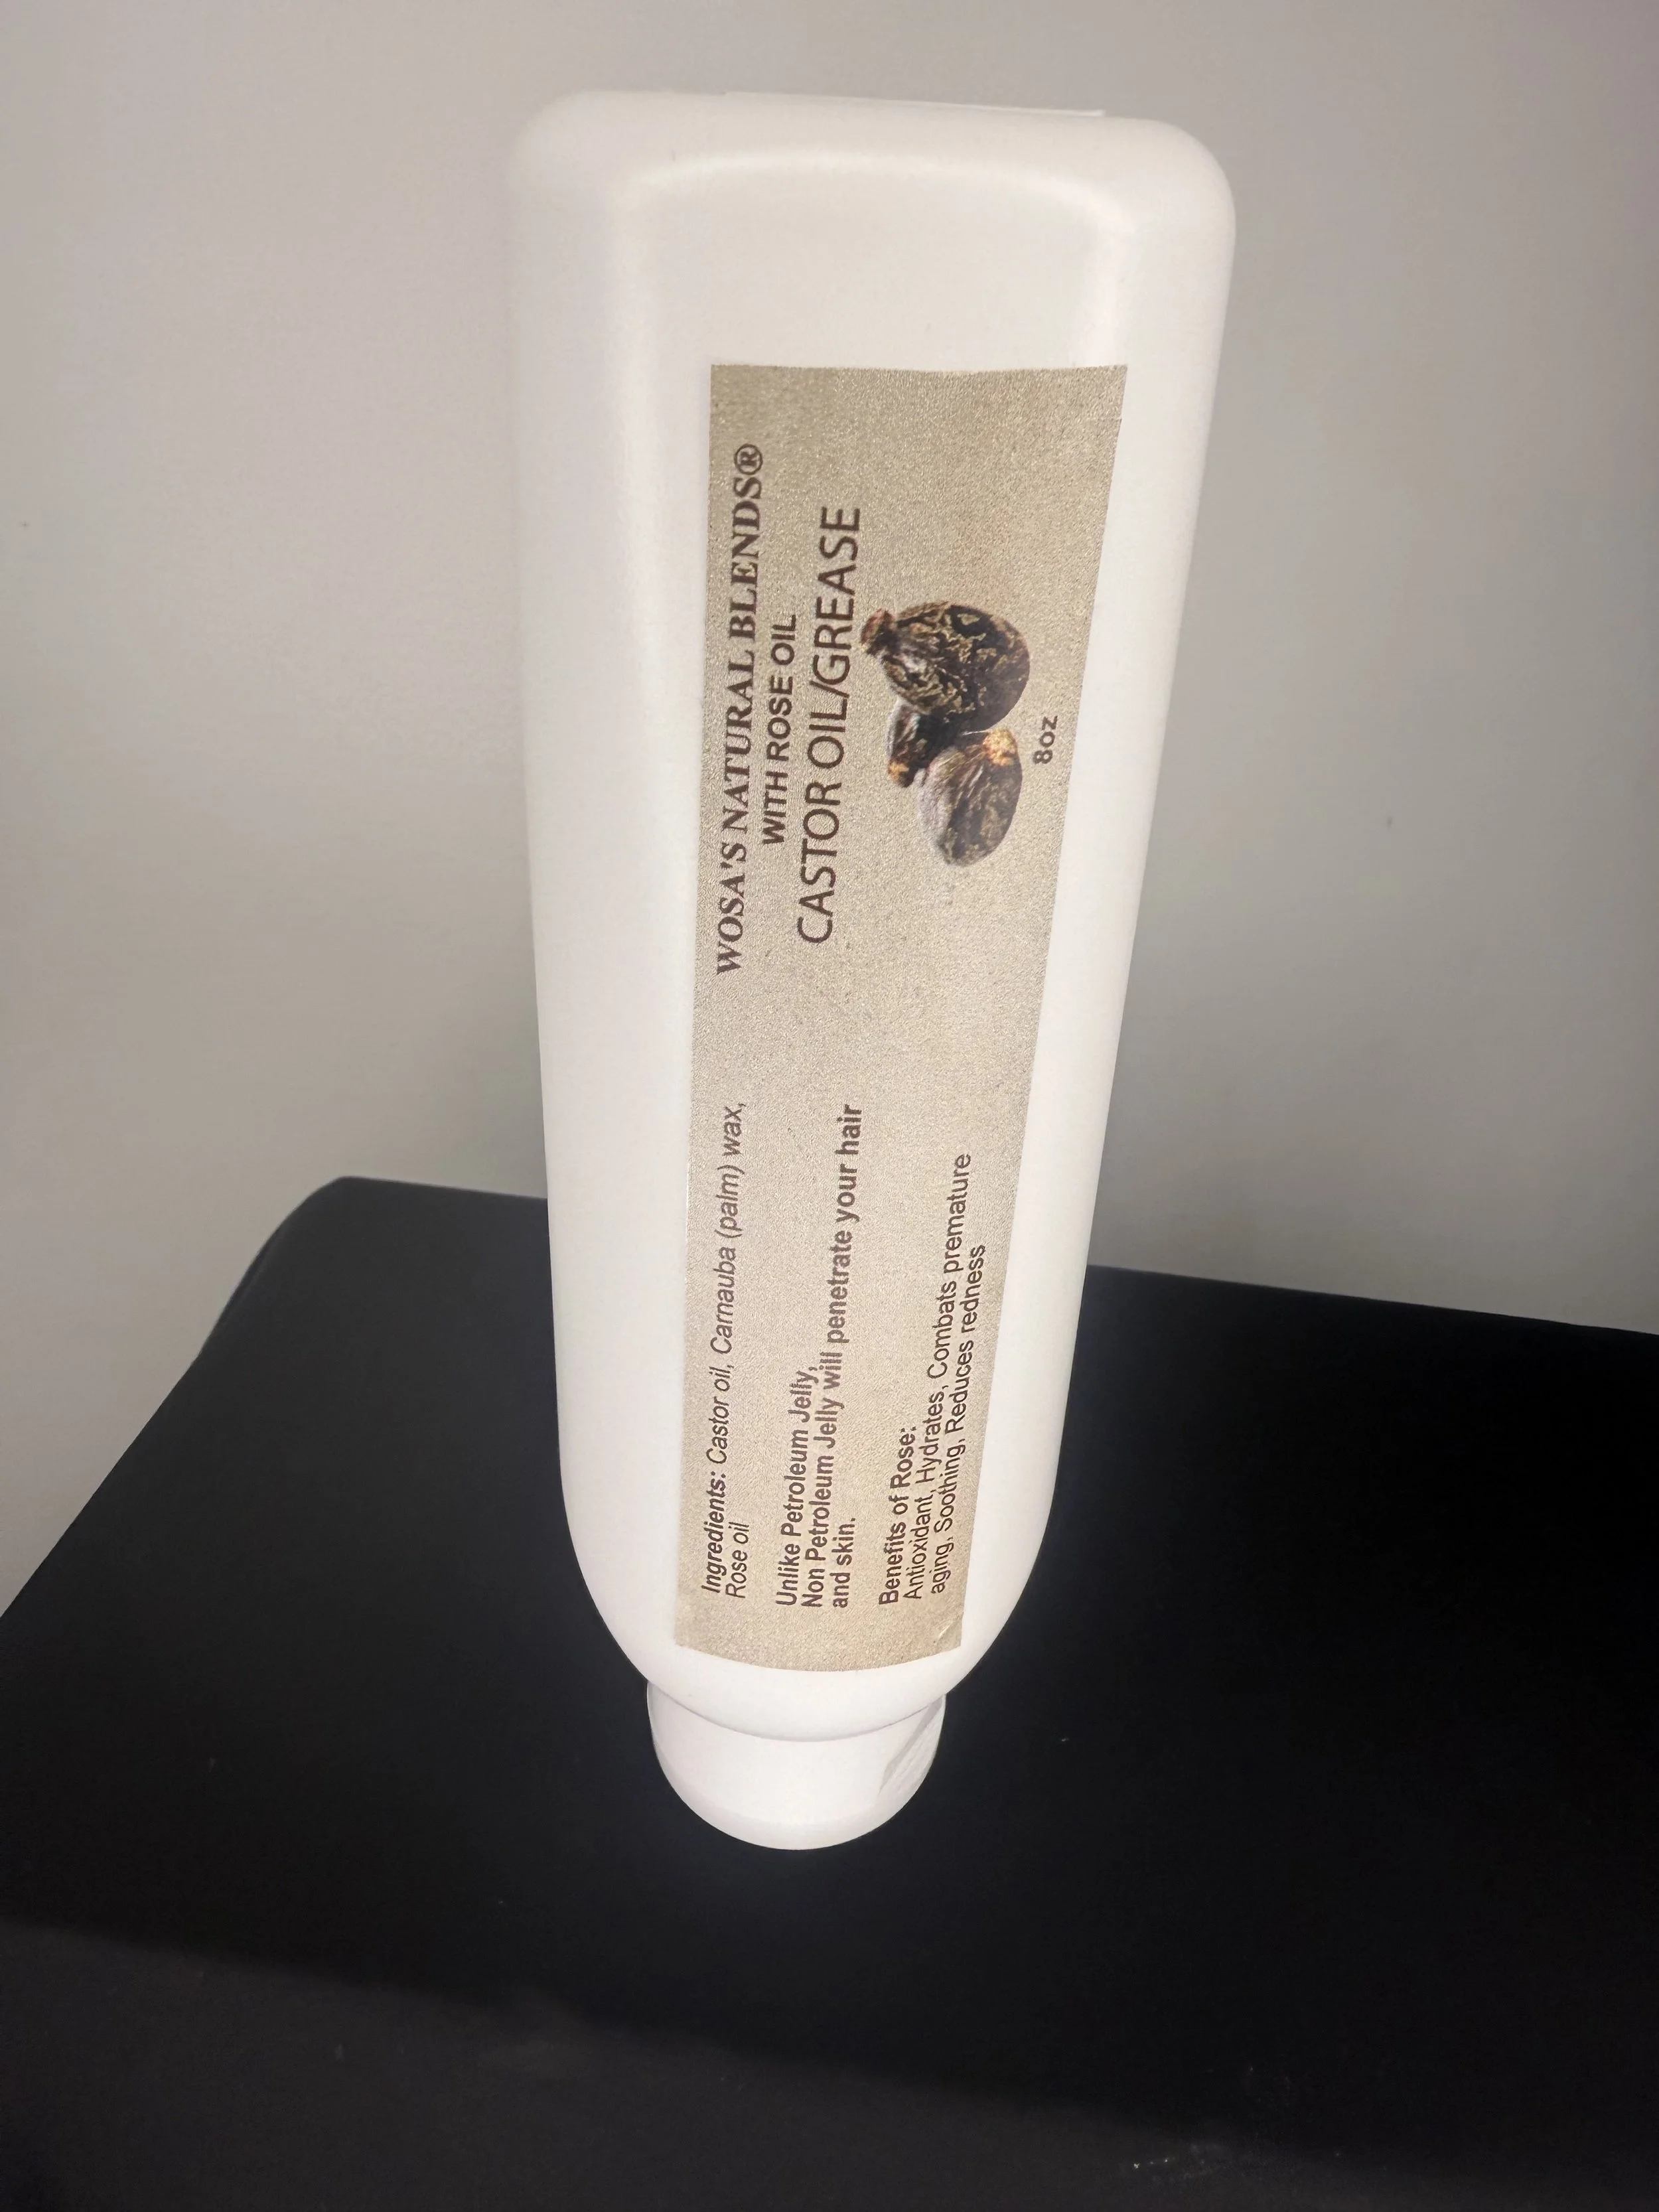 Ingredients: Castor oil, Carnauba (palm) wax,
Rose oil
Unlike Petroleum Jelly,
Non Petroleum Jelly will penetrate your hair
and skin.
Benefits of Rose:
Antioxidant, Hydrates, Combats premature
aging, Soothing, Reduces redness
WOSA'S NATURAL BLENDS®
WITH ROSE OIL
CASTOR OIL/GREASE
8oz